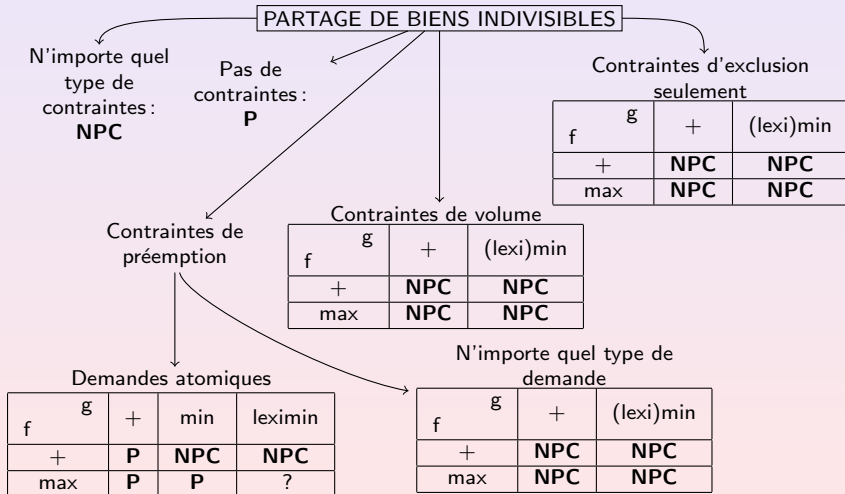 PARTAGE DE BIENS INDIVISIBLES
N'importe quel
type de
contraintes :
NPC
Pas de
contraintes :
P
Contraintes d'exclusion
seulement
g
f
+ (lexi)min
+ NPC NPC
max NPC NPC
Contraintes de
préemption
Contraintes de volume
g
f
+ (lexi)min
+ NPC NPC
max NPC NPC
Demandes atomiques
g
f
+ min leximin
+ P NPC NPC
max P P ?
N'importe quel type de
demande
g
f
+ (lexi)min
+ NPC NPC
max NPC NPC